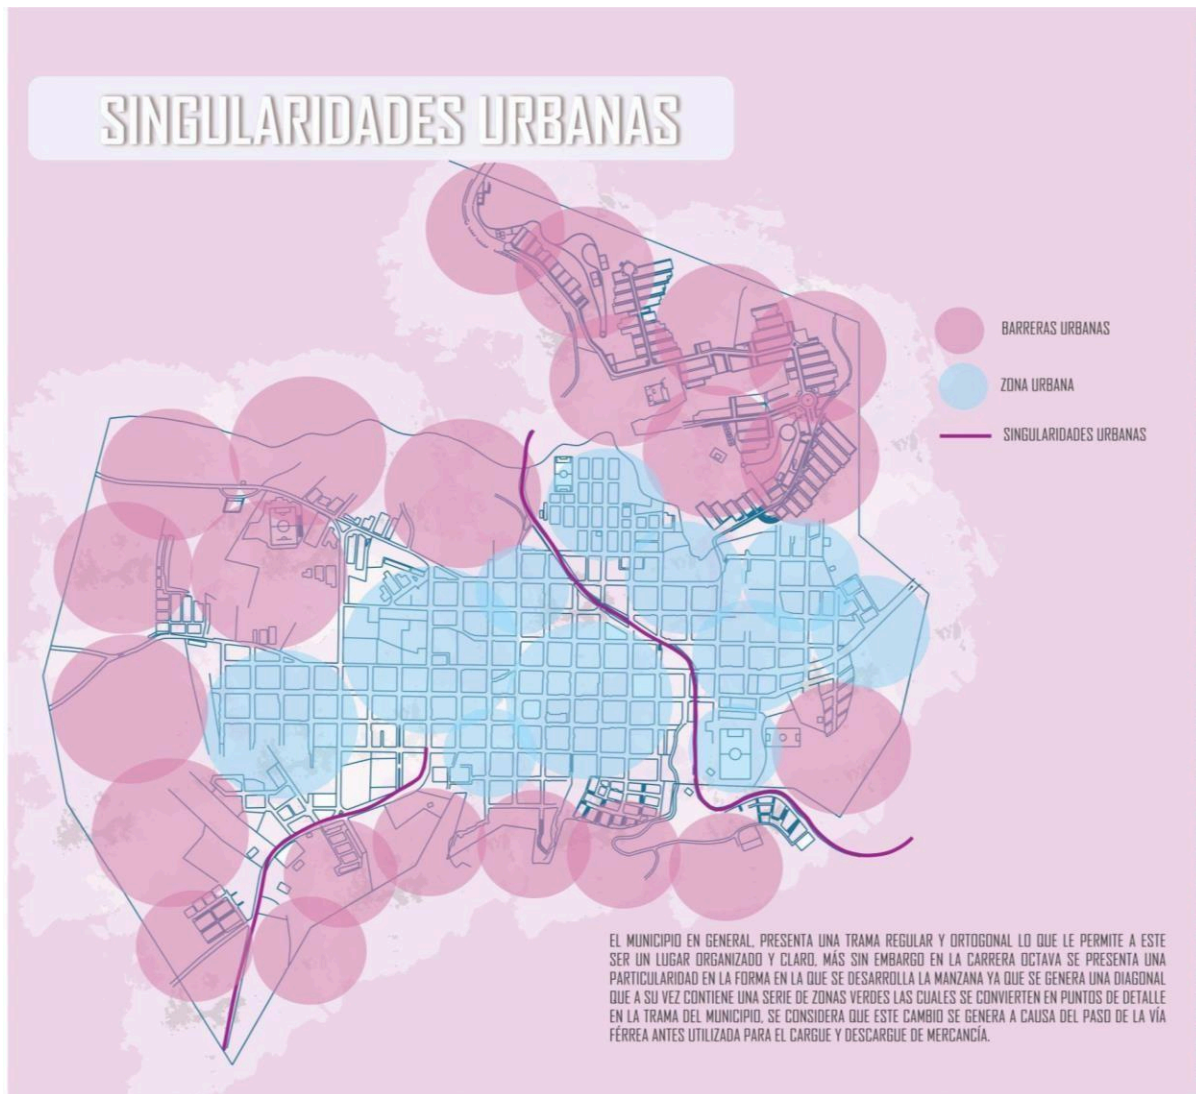 SINGULARIDADES URBANAS
BARRERAS URBANAS
ZONA URBANA
SINGULARIDADES URBANAS
EL MUNICIPIO EN GENERAL, PRESENTA UNA TRAMA REGULAR Y ORTOGONAL LO QUE LE PERMITE A ESTE
SER UN LUGAR ORGANIZADO Y CLARO, MÁS SIN EMBARGO EN LA CARRERA OCTAVA SE PRESENTA UNA
PARTICULARIDAD EN LA FORMA EN LA QUE SE DESARROLLA LA MANZANA YA QUE SE GENERA UNA DIAGONAL
QUE A SU VEZ CONTIENE UNA SERIE DE ZONAS VERDES LAS CUALES SE CONVIERTEN EN PUNTOS DE DETALLE
EN LA TRAMA DEL MUNICIPIO, SE CONSIDERA QUE ESTE CAMBIO SE GENERA A CAUSA DEL PASO DE LA VÍA
FÉRREA ANTES UTILIZADA PARA EL CARGUE Y DESCARGUE DE MERCANCÍA.